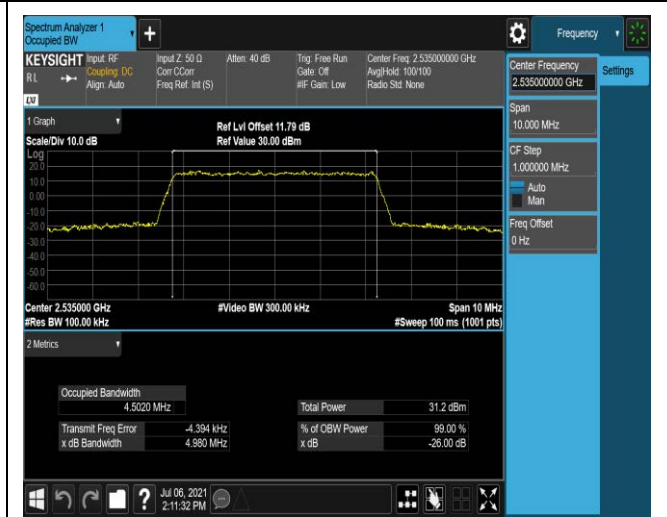 Spectrum Analyzer 1
Occupied BW
+
Frequency
KEYSIGHT
R L
LXI
Input: RF
Coupling: DC
Align: Auto
Input Z: 50 Ω
Corr CCorr
Freq Ref: Int (S)
Atten: 40 dB
Trig: Free Run
Gate: Off
#IF Gain: Low
Center Freq: 2.535000000 GHz
Avg|Hold: 100/100
Radio Std: None
Center Frequency
2.535000000 GHz
Settings
Span
10.000 MHz
CF Step
1.000000 MHz
Auto
Man
Freq Offset
0 Hz
1 Graph
Scale/Div 10.0 dB
Ref Lvl Offset 11.79 dB
Ref Value 30.00 dBm
Log
20.0
10.0
0.00
-10.0
-20.0
-30.0
-40.0
-50.0
-60.0
Center 2.535000 GHz
#Res BW 100.00 kHz
#Video BW 300.00 kHz
Span 10 MHz
#Sweep 100 ms (1001 pts)
2 Metrics
Occupied Bandwidth
4.5020 MHz
Transmit Freq Error -4.394 kHz
x dB Bandwidth 4.980 MHz
Total Power 31.2 dBm
% of OBW Power 99.00 %
x dB -26.00 dB
?
Jul 06, 2021
2:11:32 PM